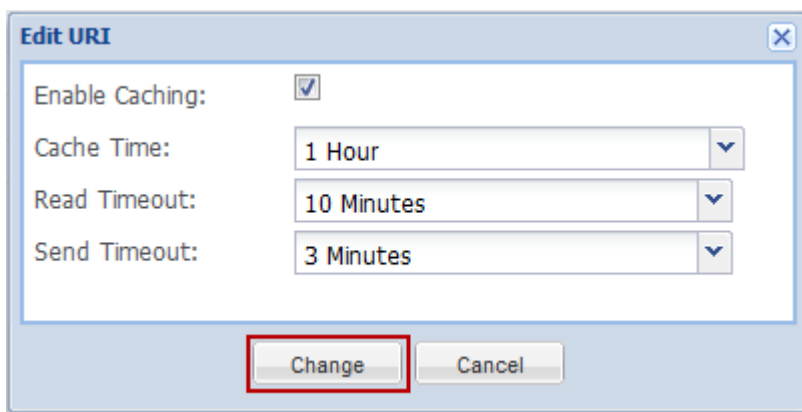 Edit URI
Enable Caching:
Cache Time: 1 Hour
Read Timeout: 10 Minutes
Send Timeout: 3 Minutes
Change Cancel